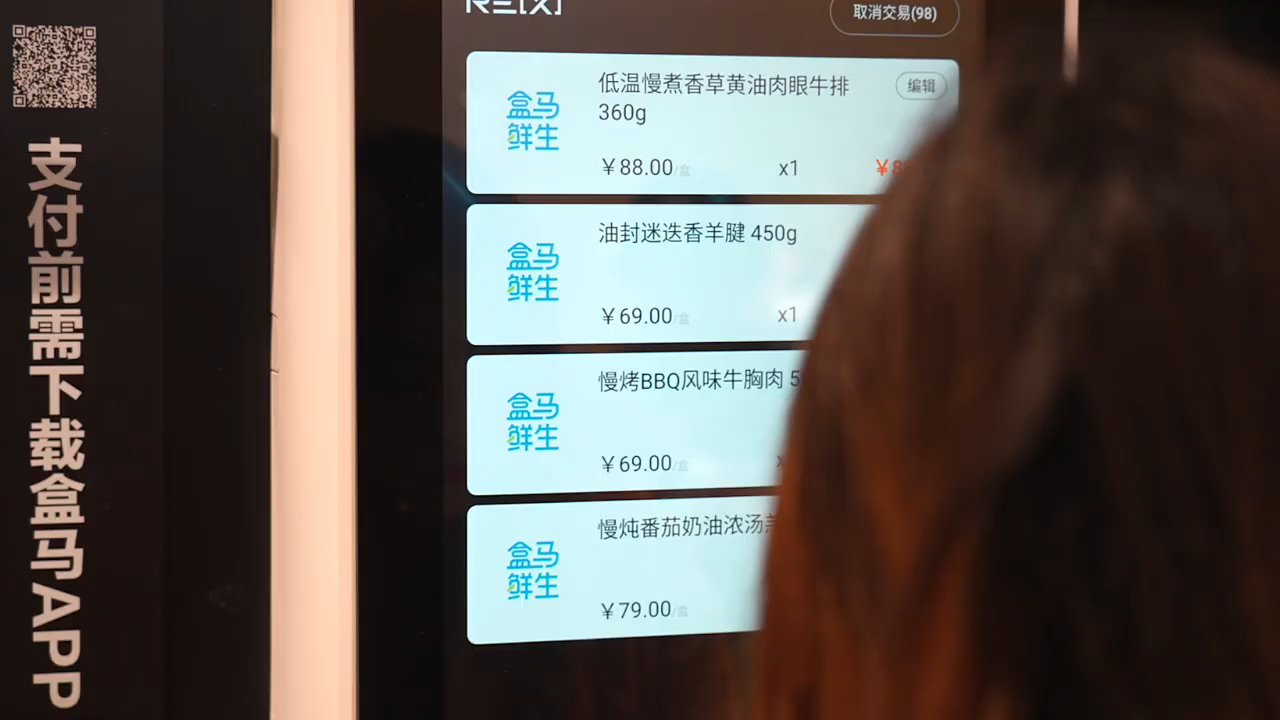 支付前需下载盒马APP
取消交易(98)
盒马
鲜生
低温慢煮香草黄油肉眼牛排
360g
编辑
￥88.00/盒
x1
￥8
盒马
鲜生
油封迷迭香羊腱 450g
￥69.00/盒
x1
盒马
鲜生
慢烤BBQ风味牛胸肉 5
￥69.00/盒
盒马
鲜生
慢炖番茄奶油浓汤
￥79.00/盒